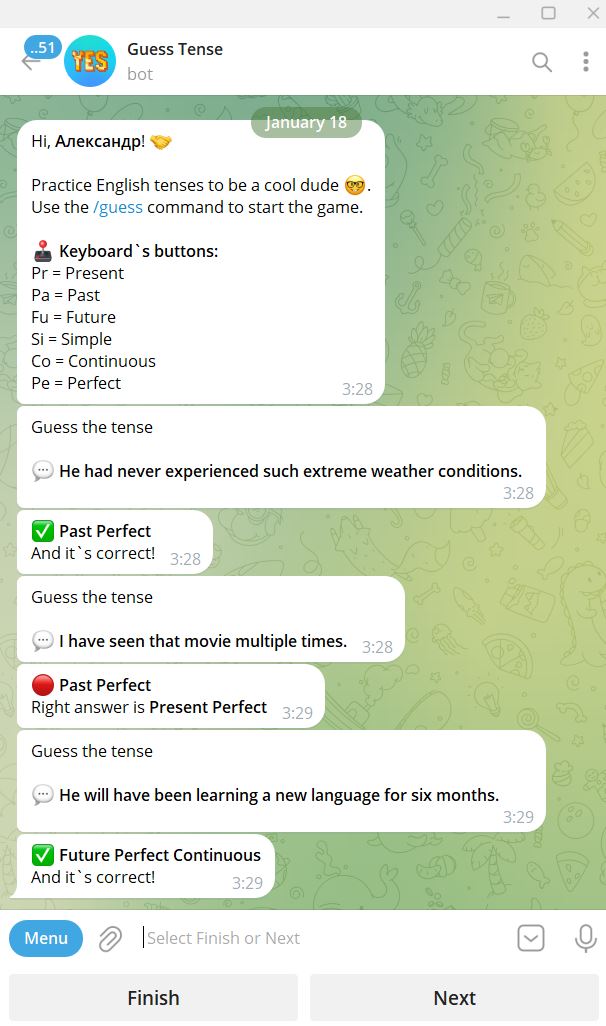 ..51
YES
Guess Tense
bot
January 18
Hi, Александр! 🤝
Practice English tenses to be a cool dude 🤓.
Use the /guess command to start the game.
🕹️ Keyboard`s buttons:
Pr = Present
Pa = Past
Fu = Future
Si = Simple
Co = Continuous
Pe = Perfect
3:28
Guess the tense
💬 He had never experienced such extreme weather conditions.
3:28
✅ Past Perfect
And it`s correct! 3:28
Guess the tense
💬 I have seen that movie multiple times. 3:28
🔴 Past Perfect
Right answer is Present Perfect 3:29
Guess the tense
💬 He will have been learning a new language for six months.
3:29
✅ Future Perfect Continuous
And it`s correct! 3:29
Menu
Select Finish or Next
Finish
Next